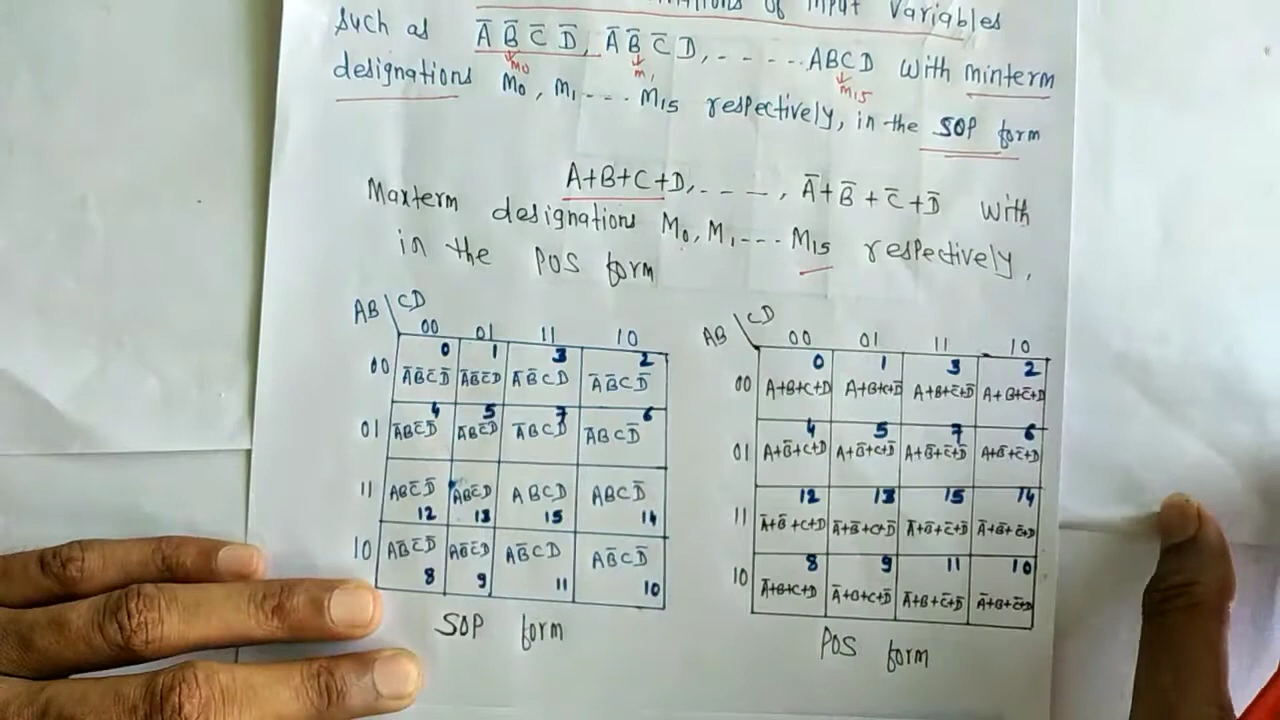 of Input Variables
such as A̅ B̅ C̅ D̅, A̅ B̅ C̅ D, - - - - .. ABCD with minterm
m0 m1 m15
designations m0, m1 - - - m15 respectively, in the SOP form
A+B+C+D, - - - - , A̅+B̅+C̅+D̅ with
Maxterm designations M0, M1 - - - M15 respectively,
in the POS form
AB \ CD
00 01 11 10
0 1 3 2
00 A̅B̅C̅D̅ A̅B̅C̅D A̅B̅CD A̅B̅CD̅
4 5 7 6
01 A̅BC̅D̅ A̅BC̅D A̅BCD A̅BCD̅
11 ABC̅D̅ ABC̅D ABCD ABCD̅
12 13 15 14
10 AB̅C̅D̅ AB̅C̅D AB̅CD AB̅CD̅
8 9 11 10
SOP form
AB \ CD
00 01 11 10
0 1 3 2
00 A+B+C+D A+B+C+D̅ A+B+C̅+D̅ A+B+C̅+D
4 5 7 6
01 A+B̅+C+D A+B̅+C+D̅ A+B̅+C̅+D̅ A+B̅+C̅+D
12 13 15 14
11 A̅+B̅+C+D A̅+B̅+C+D̅ A̅+B̅+C̅+D̅ A̅+B̅+C̅+D
8 9 11 10
10 A̅+B+C+D A̅+B+C+D̅ A̅+B+C̅+D̅ A̅+B+C̅+D
POS form